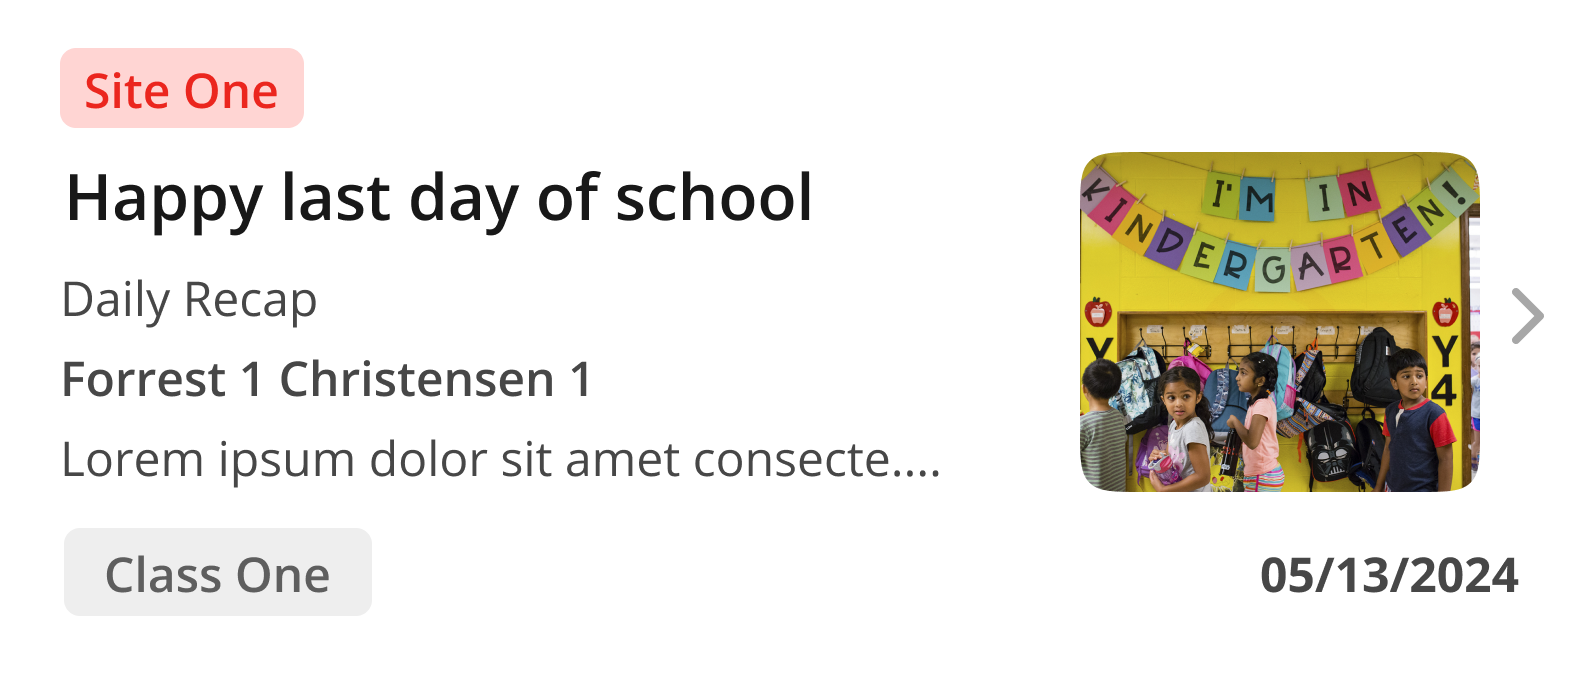 Site One
Happy last day of school
Daily Recap
Forrest 1 Christensen 1
Lorem ipsum dolor sit amet consecte....
Class One
I'M IN
KINDERGARTEN!
Y
Y
4
05/13/2024